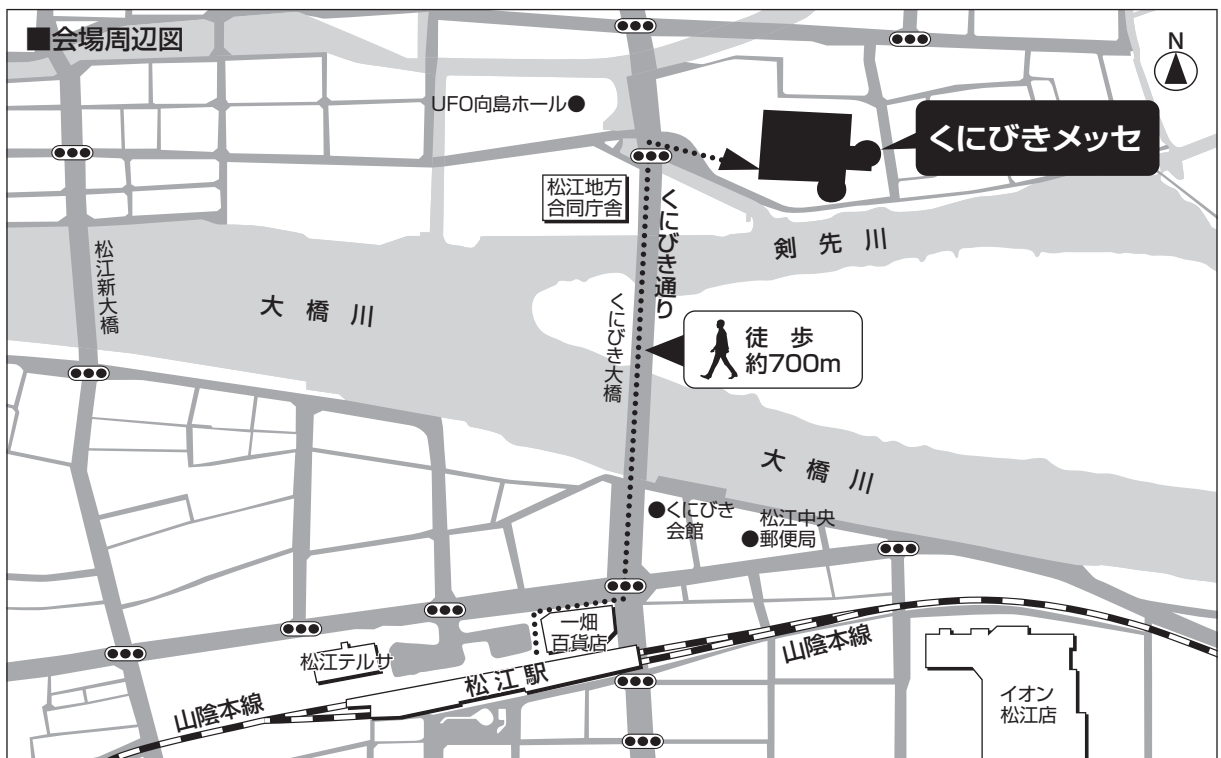 ■会場周辺図
N
UFO向島ホール●
くにびきメッセ
松江地方
合同庁舎
くにびき通り
剣先川
松江新大橋
大橋川
くにびき大橋
徒歩
約700m
大橋川
●くにびき
会館
松江中央
●郵便局
一畑
百貨店
松江テルサ
松江駅
山陰本線
山陰本線
イオン
松江店